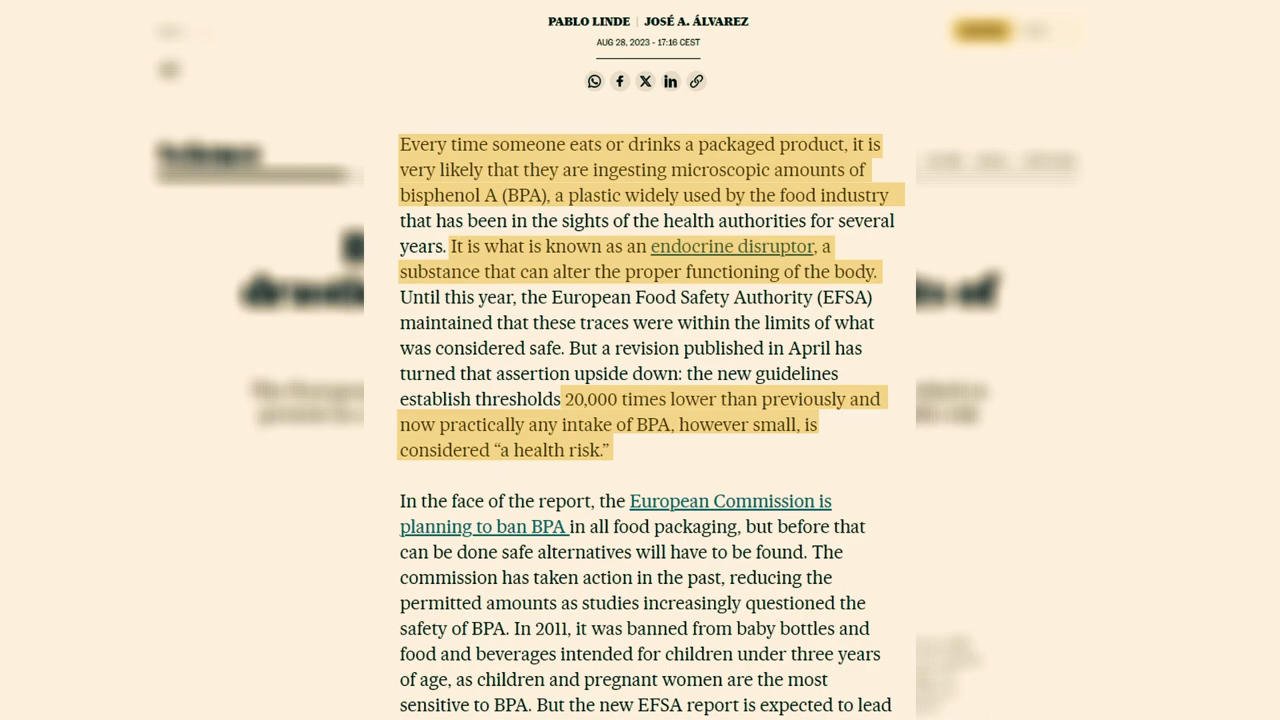 PABLO LINDE | JOSÉ A. ÁLVAREZ
AUG 28, 2023 - 17:16 CEST
Every time someone eats or drinks a packaged product, it is
very likely that they are ingesting microscopic amounts of
bisphenol A (BPA), a plastic widely used by the food industry
that has been in the sights of the health authorities for several
years. It is what is known as an endocrine disruptor, a
substance that can alter the proper functioning of the body.
Until this year, the European Food Safety Authority (EFSA)
maintained that these traces were within the limits of what
was considered safe. But a revision published in April has
turned that assertion upside down: the new guidelines
establish thresholds 20,000 times lower than previously and
now practically any intake of BPA, however small, is
considered “a health risk.”
In the face of the report, the European Commission is
planning to ban BPA in all food packaging, but before that
can be done safe alternatives will have to be found. The
commission has taken action in the past, reducing the
permitted amounts as studies increasingly questioned the
safety of BPA. In 2011, it was banned from baby bottles and
food and beverages intended for children under three years
of age, as children and pregnant women are the most
sensitive to BPA. But the new EFSA report is expected to lead